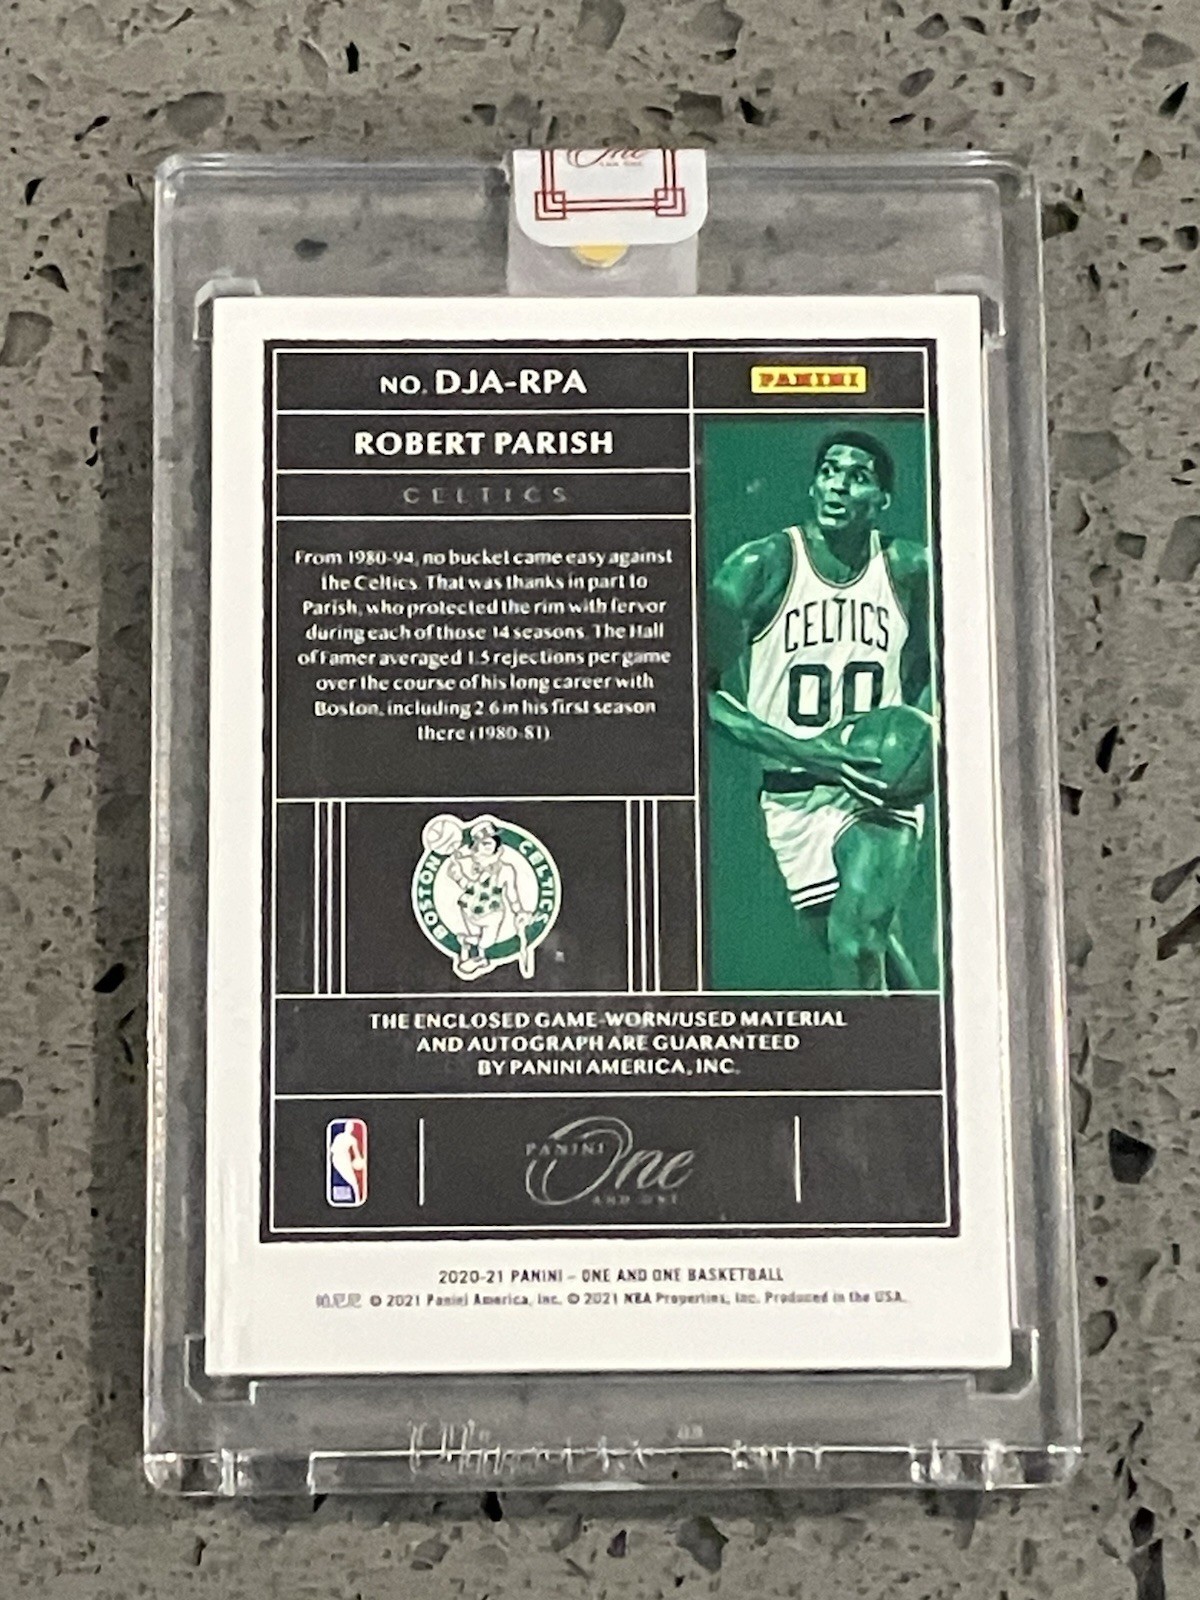 One
AND ONE
NO. DJA-RPA
PANINI
ROBERT PARISH
CELTICS
From 1980-94, no bucket came easy against
the Celtics. That was thanks in part to
Parish, who protected the rim with fervor
during each of those 14 seasons. The Hall
of Famer averaged 1.5 rejections per game
over the course of his long career with
Boston, including 2.6 in his first season
there (1980-81).
CELTICS
00
BOSTON CELTICS
THE ENCLOSED GAME-WORN/USED MATERIAL
AND AUTOGRAPH ARE GUARANTEED
BY PANINI AMERICA, INC.
NBA
PANINI
One
AND ONE
2020-21 PANINI – ONE AND ONE BASKETBALL
帕尼尼 © 2021 Panini America, Inc. © 2021 NBA Properties, Inc. Produced in the USA.